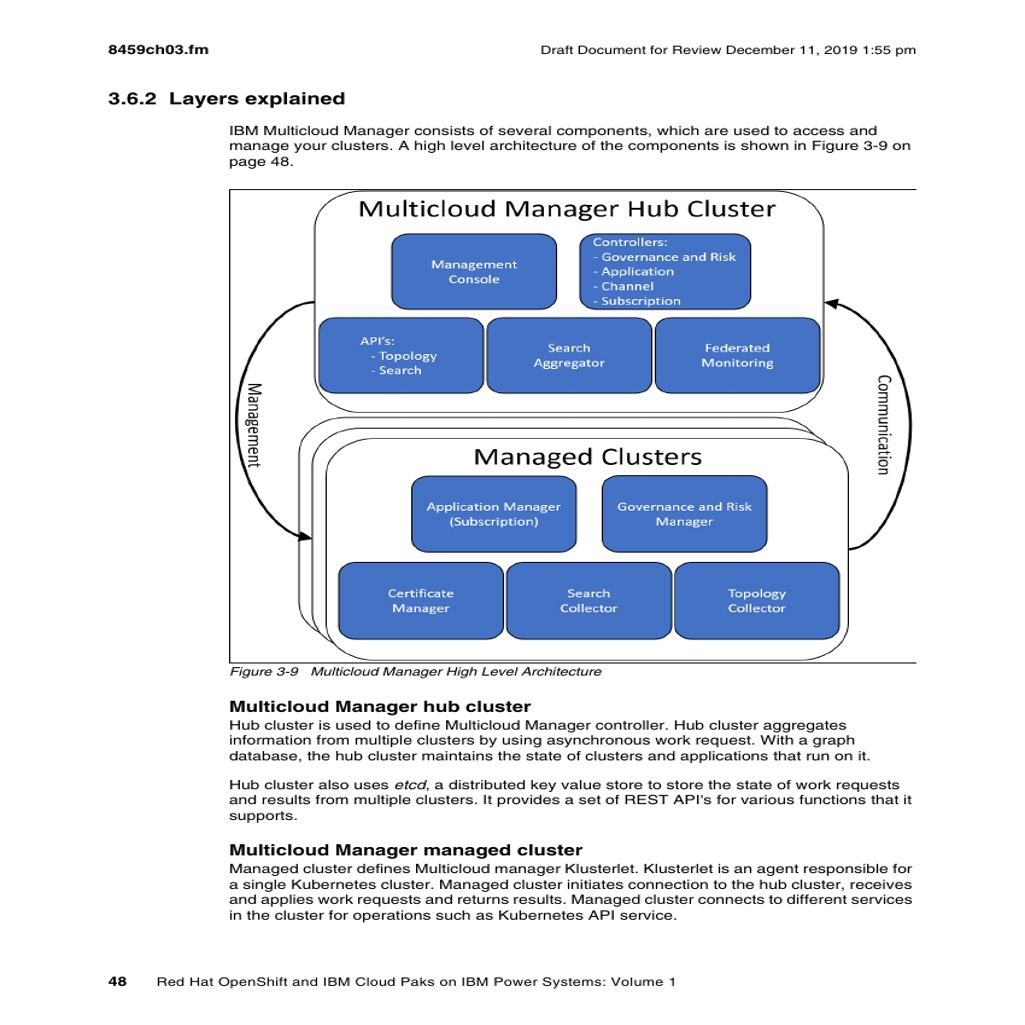 8459ch03.fm
Draft Document for Review December 11, 2019 1:55 pm
3.6.2 Layers explained
IBM Multicloud Manager consists of several components, which are used to access and
manage your clusters. A high level architecture of the components is shown in Figure 3-9 on
page 48.
Multicloud Manager Hub Cluster
Management
Console
Controllers:
- Governance and Risk
- Application
- Channel
- Subscription
API's:
- Topology
- Search
Search
Aggregator
Federated
Monitoring
Management
Communication
Managed Clusters
Application Manager
(Subscription)
Governance and Risk
Manager
Certificate
Manager
Search
Collector
Topology
Collector
Figure 3-9 Multicloud Manager High Level Architecture
Multicloud Manager hub cluster
Hub cluster is used to define Multicloud Manager controller. Hub cluster aggregates
information from multiple clusters by using asynchronous work request. With a graph
database, the hub cluster maintains the state of clusters and applications that run on it.
Hub cluster also uses etcd, a distributed key value store to store the state of work requests
and results from multiple clusters. It provides a set of REST API's for various functions that it
supports.
Multicloud Manager managed cluster
Managed cluster defines Multicloud manager Klusterlet. Klusterlet is an agent responsible for
a single Kubernetes cluster. Managed cluster initiates connection to the hub cluster, receives
and applies work requests and returns results. Managed cluster connects to different services
in the cluster for operations such as Kubernetes API service.
48 Red Hat OpenShift and IBM Cloud Paks on IBM Power Systems: Volume 1